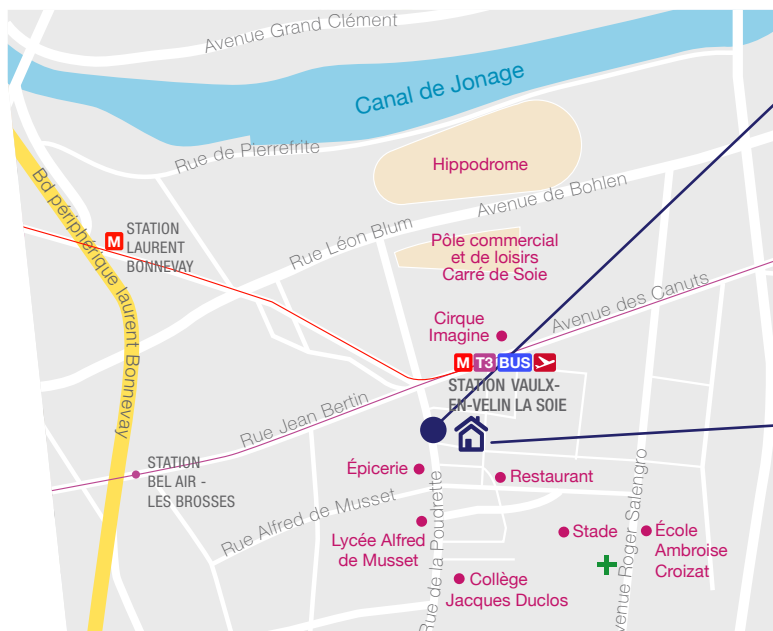 Avenue Grand Clément
Canal de Jonage
Rue de Pierrefrite
Hippodrome
Bd périphérique laurent Bonnevay
M
STATION
LAURENT
BONNEVAY
Avenue de Bohlen
Rue Léon Blum
Pôle commercial
et de loisirs
Carré de Soie
Avenue des Canuts
Cirque
Imagine
M T3 BUS
STATION VAULX-
EN-VELIN LA SOIE
Rue Jean Bertin
STATION
BEL AIR -
LES BROSSES
Épicerie
Restaurant
Rue Alfred de Musset
Rue de la Poudrette
Lycée Alfred
de Musset
Stade
École
Ambroise
Croizat
Avenue Roger Salengro
Collège
Jacques Duclos